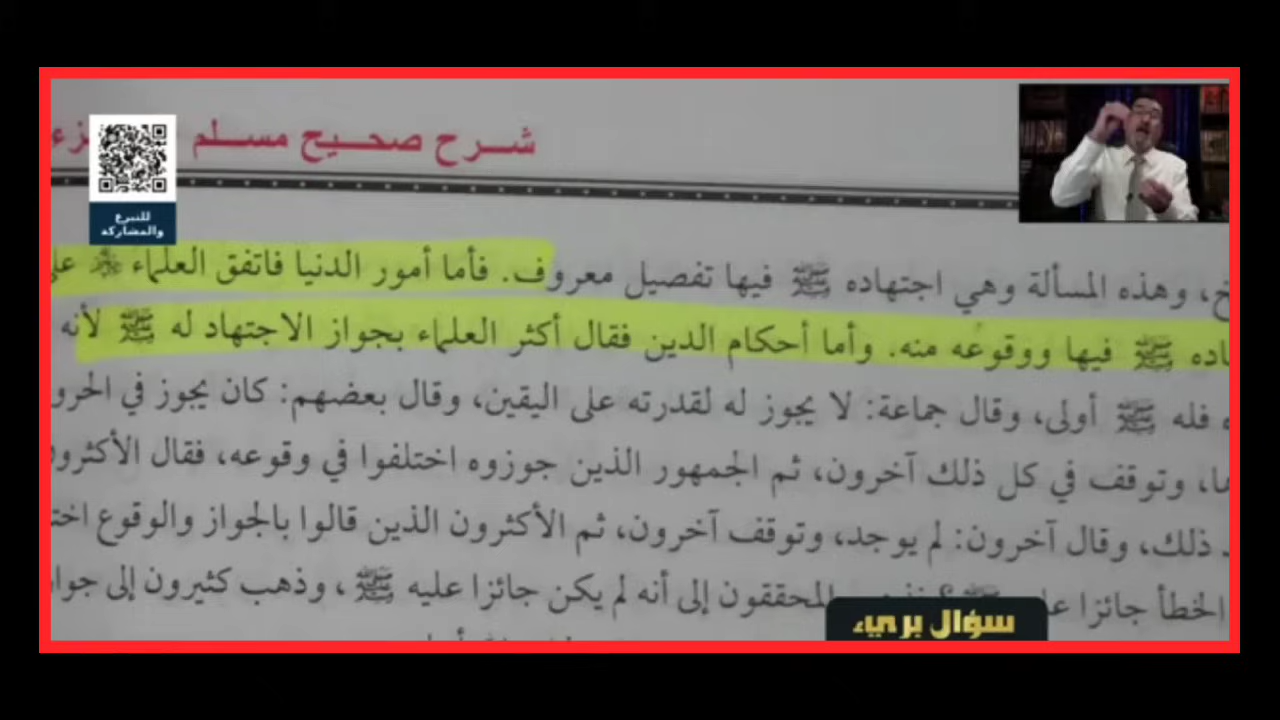 شرح صحيح مسلم
للتبرع
والمشاركة
خ، وهذه المسألة وهي اجتهاده ﷺ فيها تفصيل معروف. فأما أمور الدنيا فاتفق العلماء
اده ﷺ فيها ووقوعه منه. وأما أحكام الدين فقال أكثر العلماء بجواز الاجتهاد له ﷺ لأنه
ه فله ﷺ أولى، وقال جماعة: لا يجوز له لقدرته على اليقين، وقال بعضهم: كان يجوز في الحرو
ها، وتوقف في كل ذلك آخرون، ثم الجمهور الذين جوزوه اختلفوا في وقوعه، فقال الأكثرو
ذلك، وقال آخرون: لم يوجد، وتوقف آخرون، ثم الأكثرون الذين قالوا بالجواز والوقوع اخت
الخطأ جائزا المحققون إلى أنه لم يكن جائزا عليه ﷺ، وذهب كثيرون إلى جوا
سؤال بريء